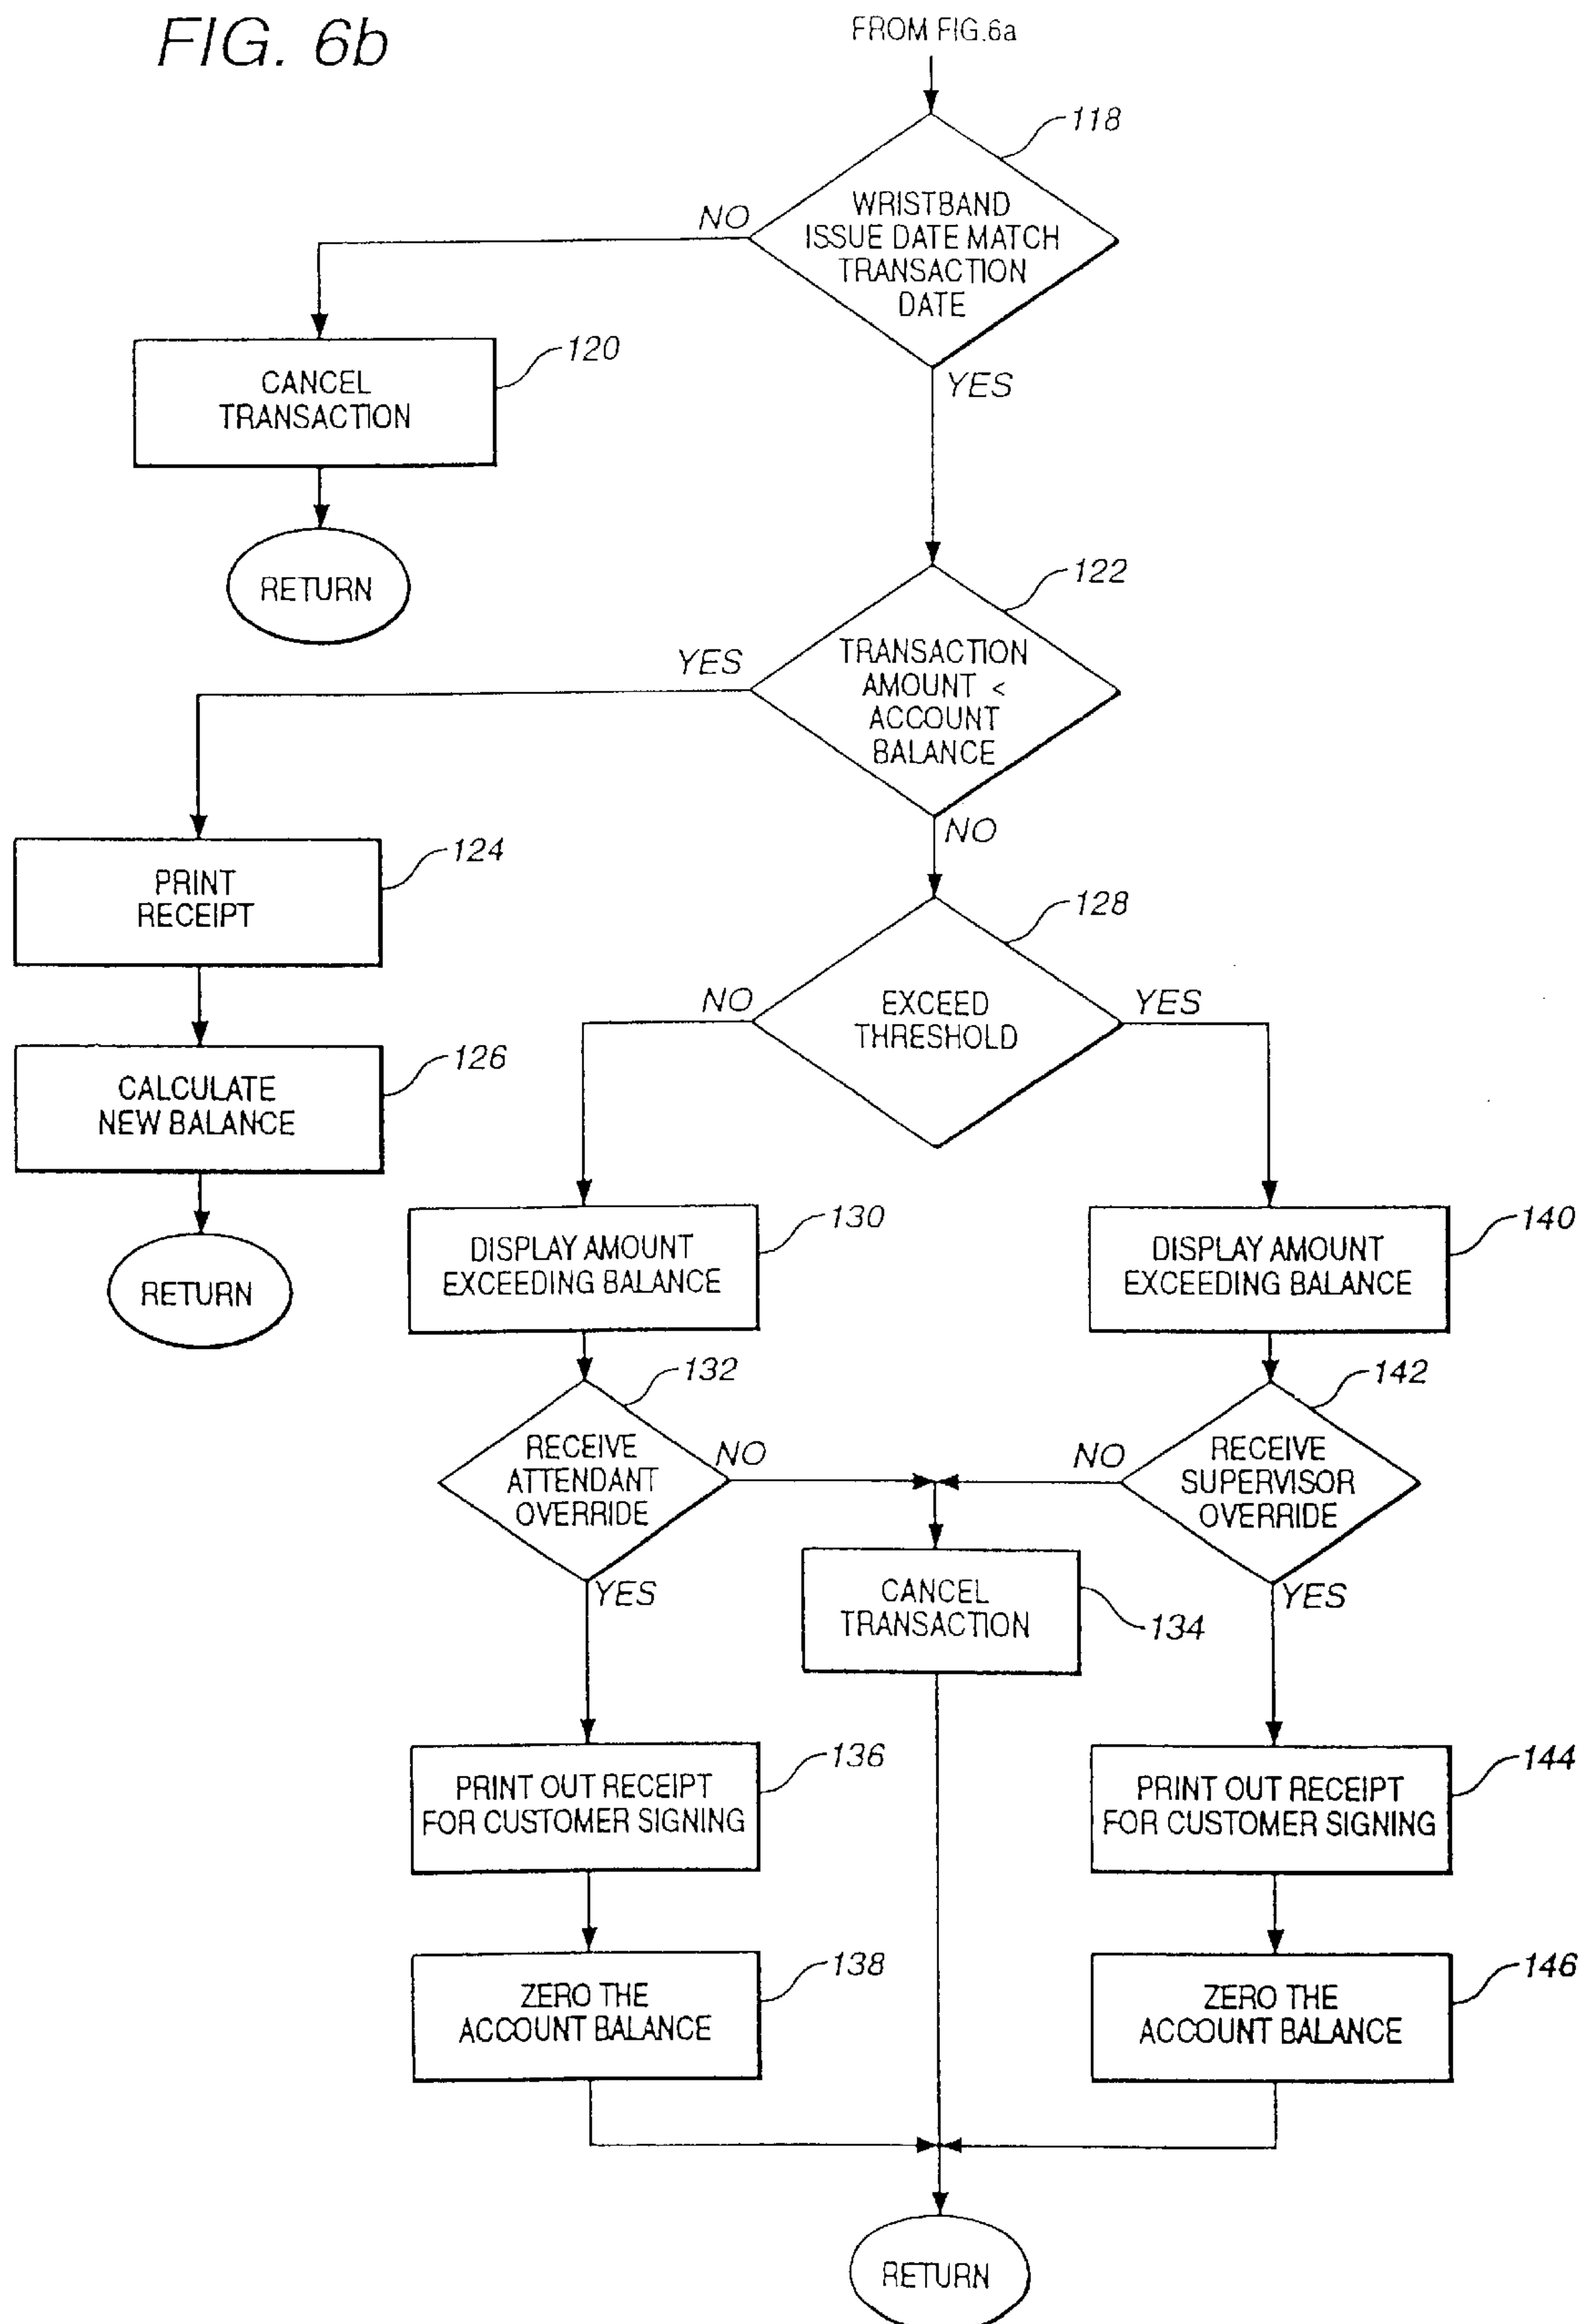 FIG. 6b
FROM FIG.6a
118
WRISTBAND
ISSUE DATE MATCH
TRANSACTION
DATE
NO
YES
120
CANCEL
TRANSACTION
RETURN
122
TRANSACTION
AMOUNT <
ACCOUNT
BALANCE
YES
NO
124
PRINT
RECEIPT
126
CALCULATE
NEW BALANCE
RETURN
128
EXCEED
THRESHOLD
NO
YES
130
DISPLAY AMOUNT
EXCEEDING BALANCE
140
DISPLAY AMOUNT
EXCEEDING BALANCE
132
RECEIVE
ATTENDANT
OVERRIDE
NO
YES
142
RECEIVE
SUPERVISOR
OVERRIDE
NO
YES
CANCEL
TRANSACTION
134
136
PRINT OUT RECEIPT
FOR CUSTOMER SIGNING
144
PRINT OUT RECEIPT
FOR CUSTOMER SIGNING
138
ZERO THE
ACCOUNT BALANCE
146
ZERO THE
ACCOUNT BALANCE
RETURN